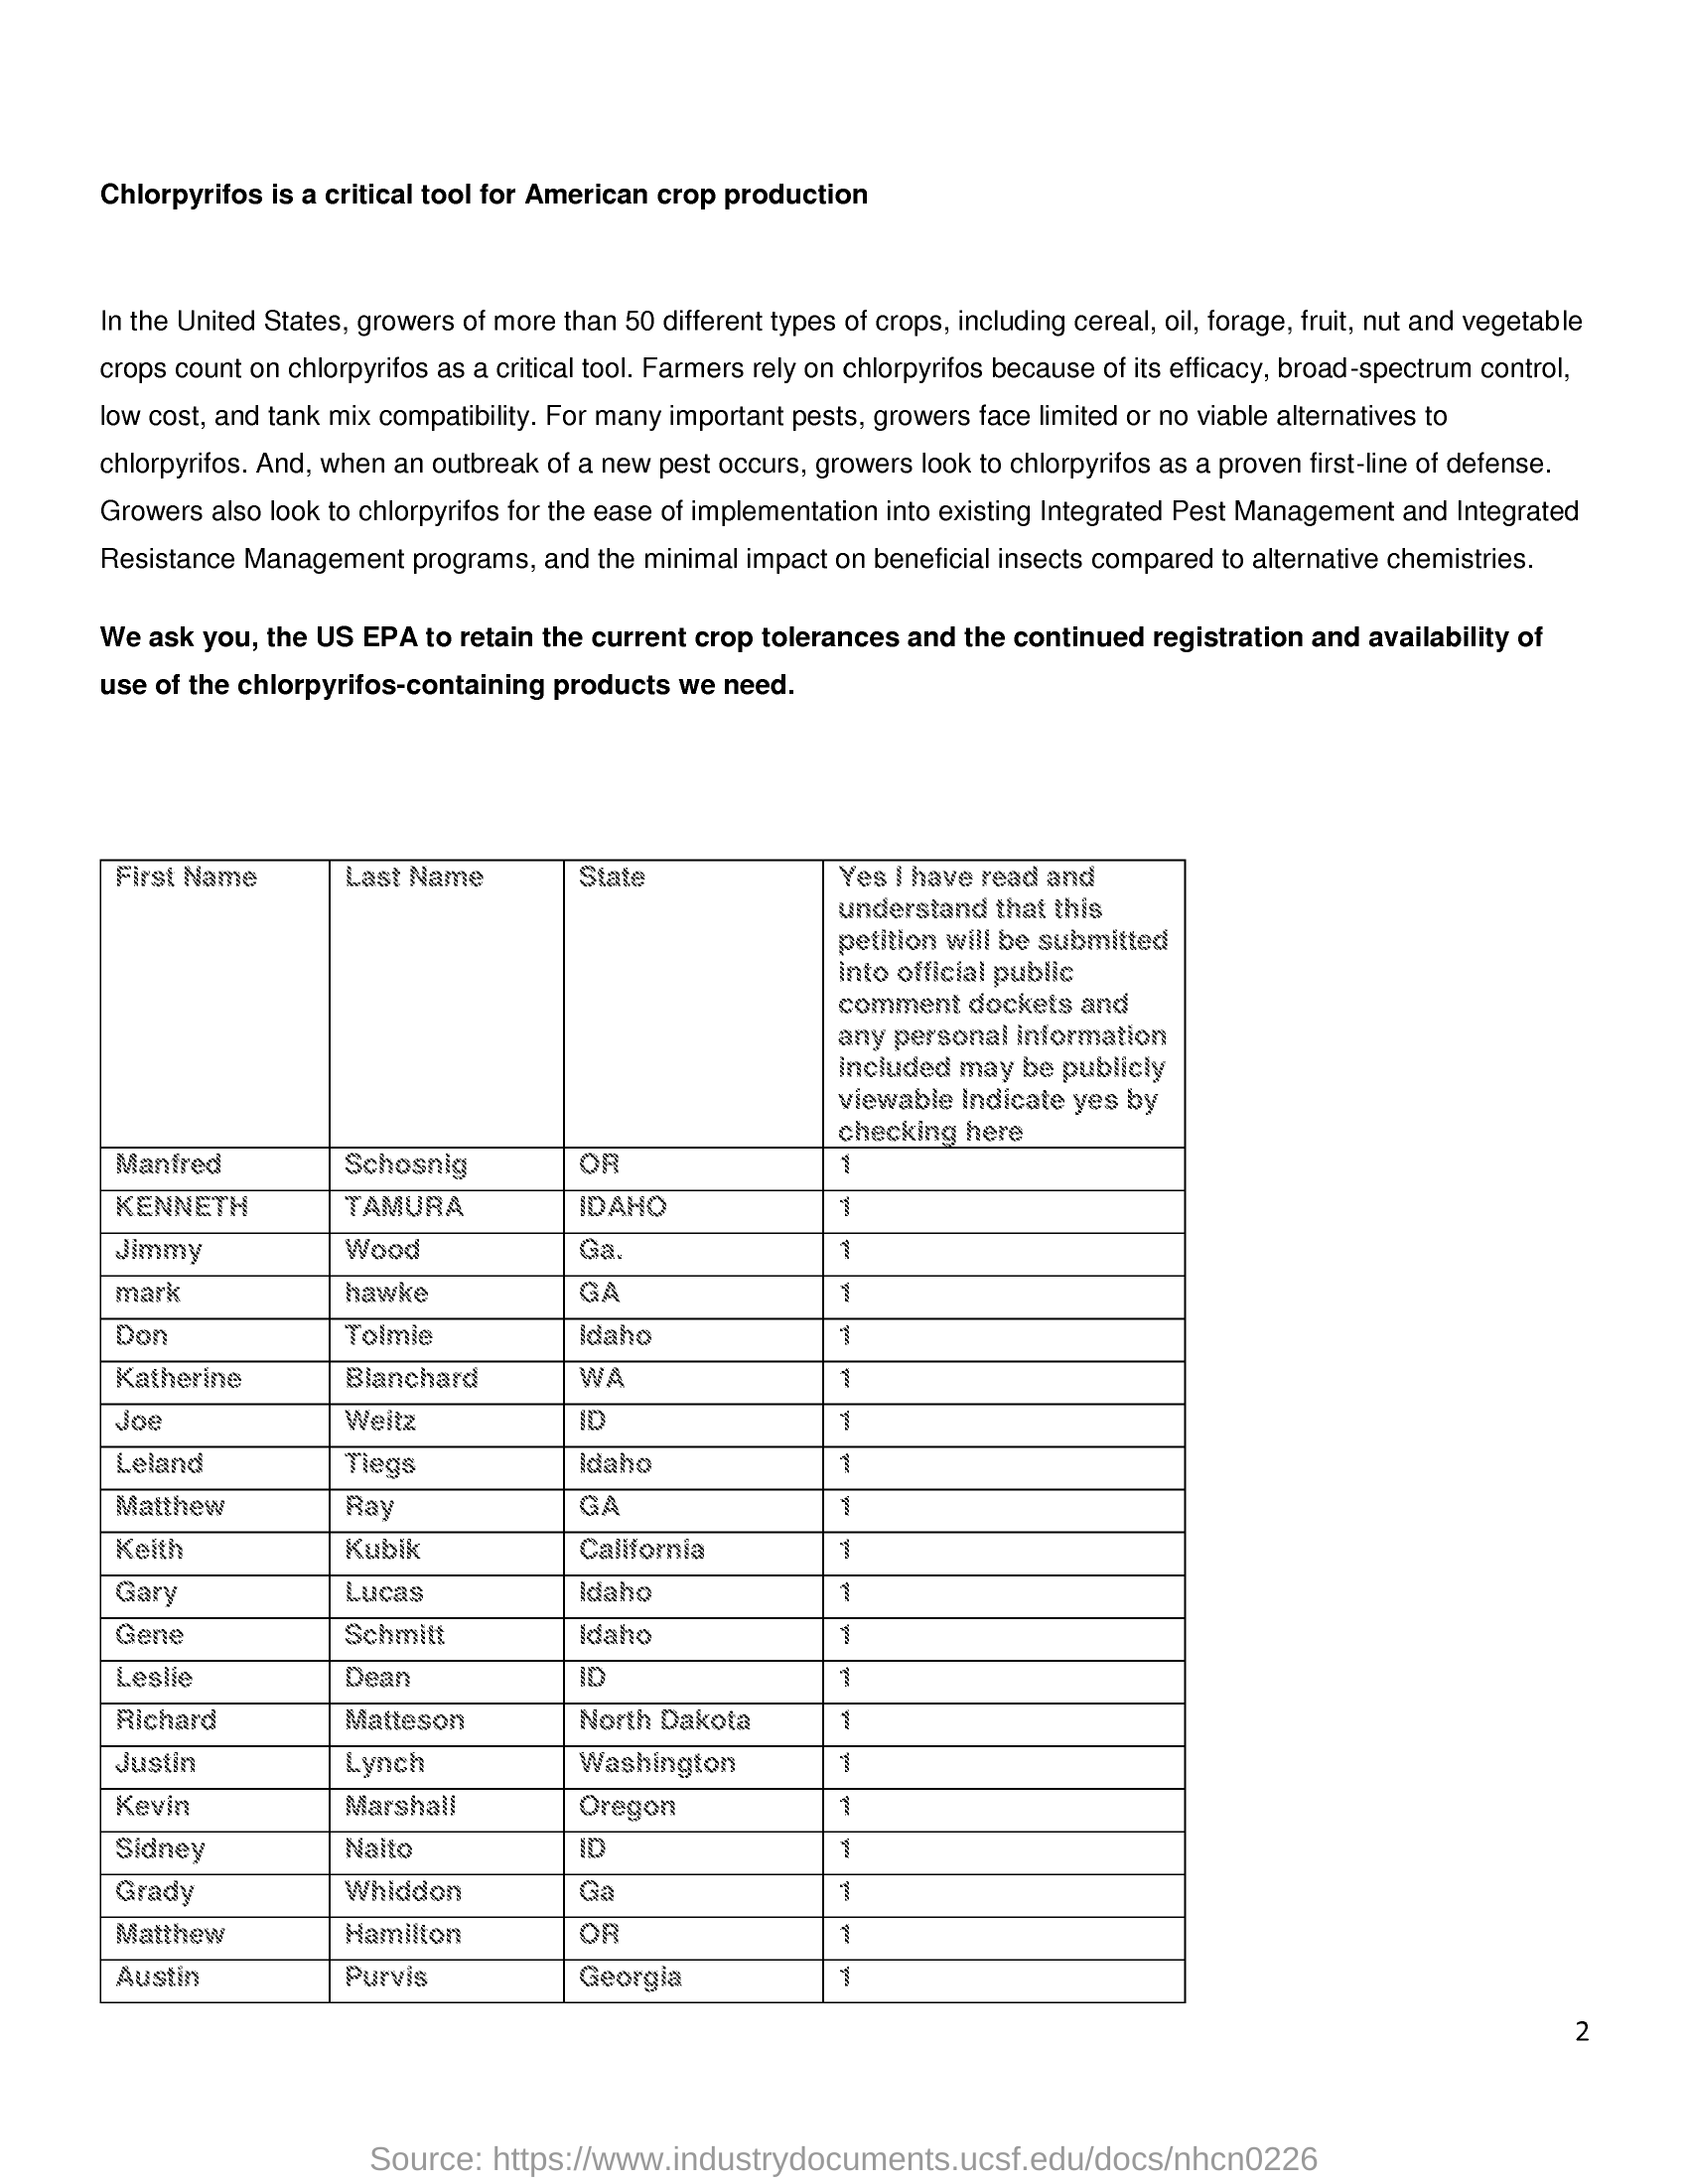 Chlorpyrifos is a critical tool for American crop production
In the United States, growers of more than 50 different types of crops, including cereal, oil, forage, fruit, nut and vegetable
crops count on chlorpyrifos as a critical tool. Farmers rely on chlorpyrifos because of its efficacy, broad-spectrum control,
low cost, and tank mix compatibility. For many important pests, growers face limited or no viable alternatives to
chlorpyrifos. And, when an outbreak of a new pest occurs, growers look to chlorpyrifos as a proven first-line of defense.
Growers also look to chlorpyrifos for the ease of implementation into existing Integrated Pest Management and Integrated
Resistance Management programs, and the minimal impact on beneficial insects compared to alternative chemistries.
We ask you, the US EPA to retain the current crop tolerances and the continued registration and availability of
use of the chlorpyrifos-containing products we need.
First Name Last Name State Yes I have read and
understand that this
petition will be submitted
into official public
comment dockets and
any personal information
included may be publicly
viewable Indicate yes by
checking here
Manfred Schosnig OR 1
KENNETH TAMURA IDAHO 1
Jimmy Wood Ga. 1
mark hawke GA 1
Don Tolmie Idaho 1
Katherine Blanchard WA 1
Joe Weitz ID 1
Leland Tiegs Idaho 1
Matthew Ray GA 1
Keith Kubik California 1
Gary Lucas Idaho 1
Gene Schmitt Idaho 1
Leslie Dean ID 1
Richard Matteson North Dakota 1
Justin Lynch Washington 1
Kevin Marshall Oregon 1
Sidney Naito ID 1
Grady Whiddon Ga 1
Matthew Hamilton OR 1
Austin Purvis Georgia 1
2
Source: https://www.industrydocuments.ucsf.edu/docs/nhcn0226